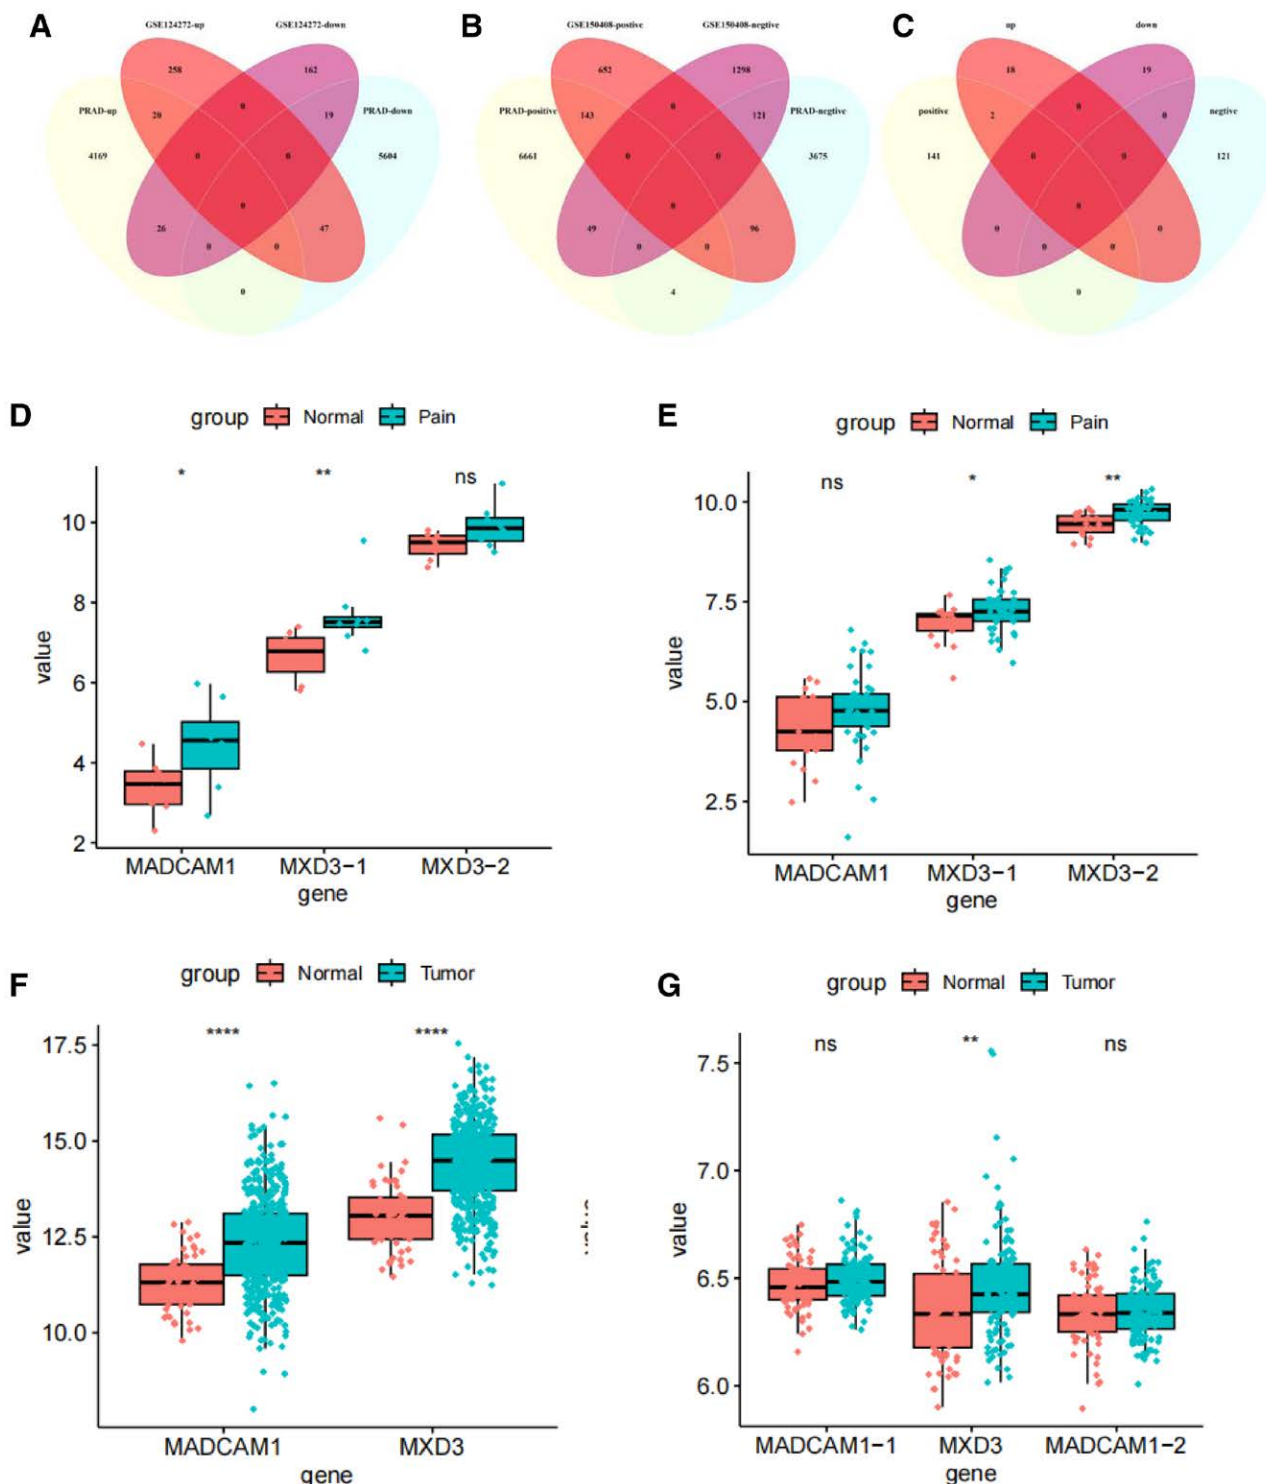 A
GSE124272-up
GSE124272-down
PRAD-up
PRAD-down
258
162
0
20
19
4169
0
0
5604
0
26
47
0
0
0
B
GSE150408-postive
GSE150408-negtive
PRAD-positive
PRAD-negtive
652
1298
0
143
121
6661
0
0
3675
0
49
96
0
0
4
C
up
down
positive
negtive
18
19
0
2
0
141
0
0
121
0
0
0
0
0
0
D
group Normal Pain
* ** ns
10
8
6
4
2
value
MADCAM1 MXD3-1 MXD3-2
gene
E
group Normal Pain
ns * **
10.0
7.5
5.0
2.5
value
MADCAM1 MXD3-1 MXD3-2
gene
F
group Normal Tumor
**** ****
17.5
15.0
12.5
10.0
value
MADCAM1 MXD3
gene
G
group Normal Tumor
ns ** ns
7.5
7.0
6.5
6.0
value
MADCAM1-1 MXD3 MADCAM1-2
gene